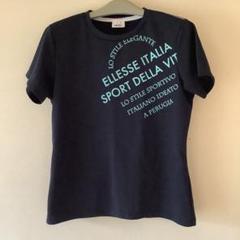 LO STILE ELEGANTE
ELLESSE ITALIA
SPORT DELLA VIT
LO STILE SPORTIVO
ITALIANO IDEATO
A PERUGIA